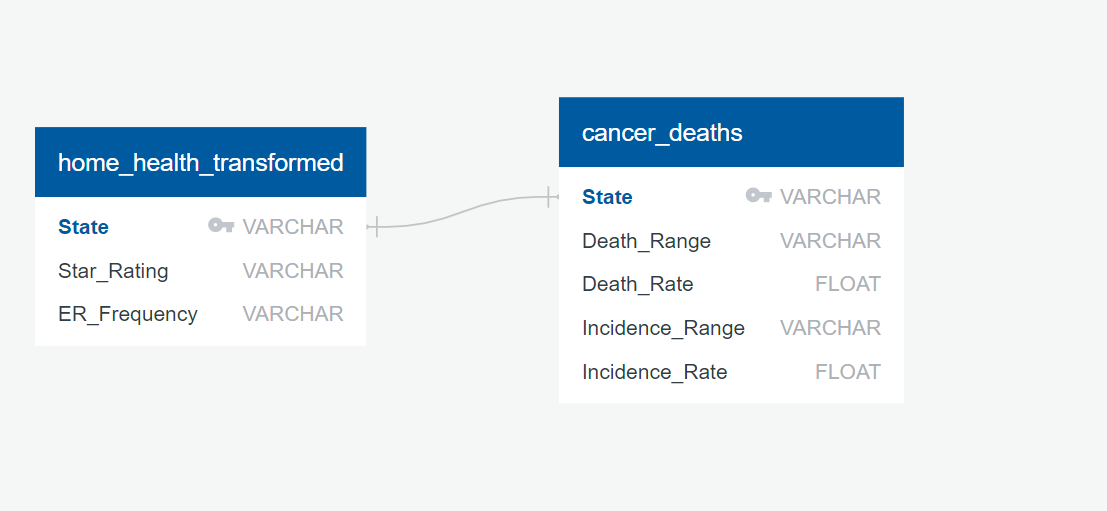 home_health_transformed
State VARCHAR
Star_Rating VARCHAR
ER_Frequency VARCHAR
cancer_deaths
State VARCHAR
Death_Range VARCHAR
Death_Rate FLOAT
Incidence_Range VARCHAR
Incidence_Rate FLOAT